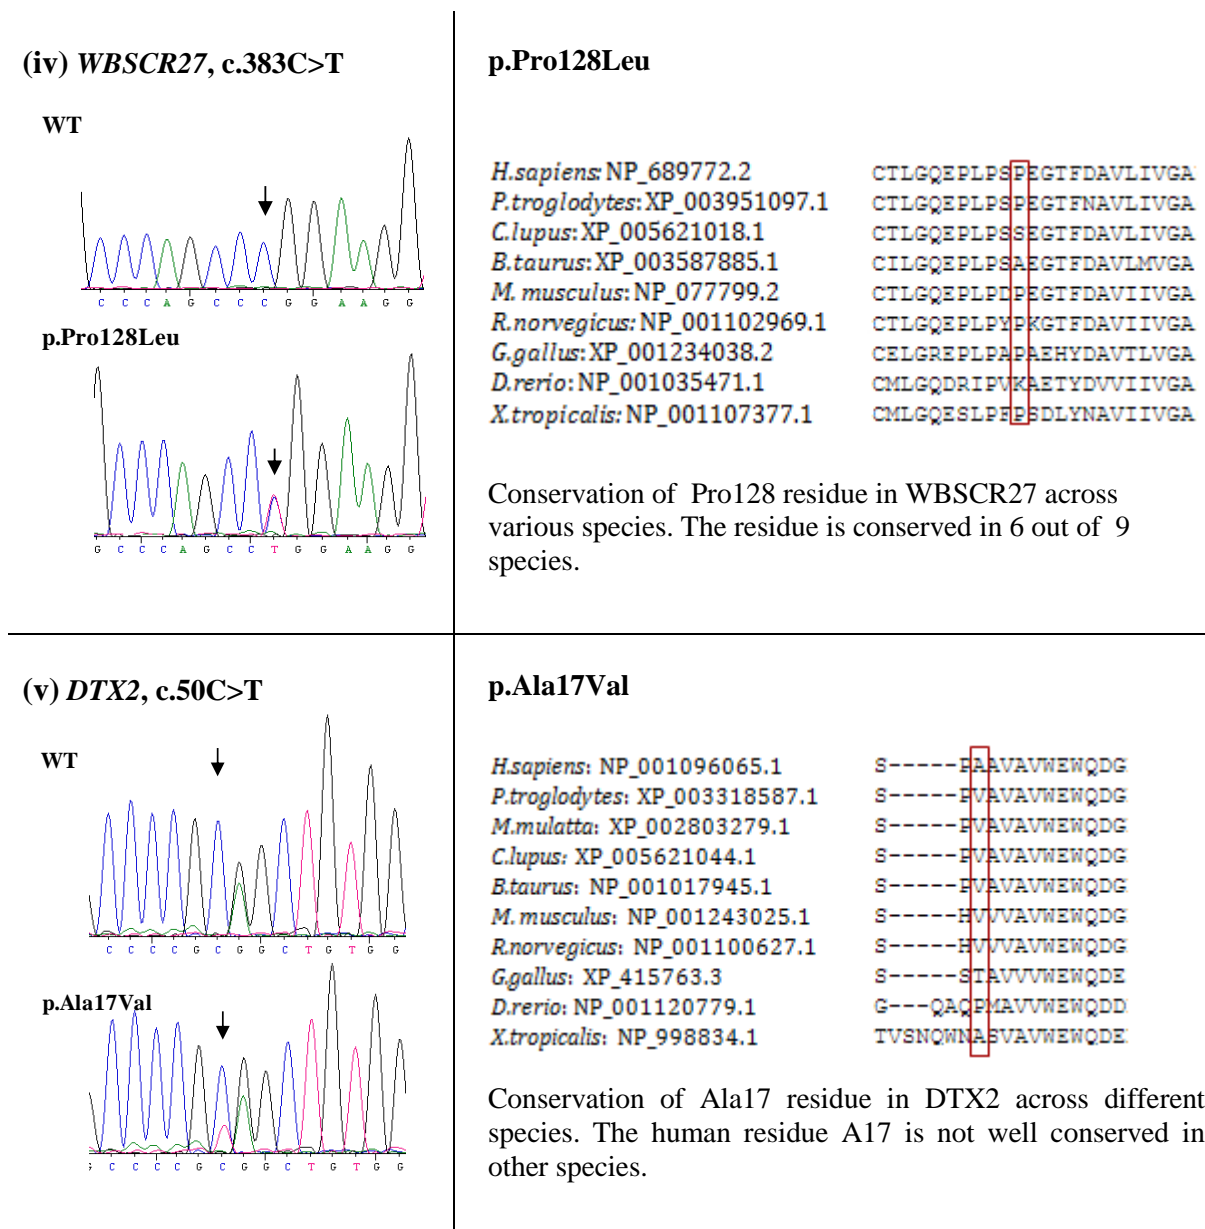 (iv) WBSCR27, c.383C>T
WT
C C C A G C C C G G A A G G
p.Pro128Leu
G C C C A G C C T G G A A G G
p.Pro128Leu
H.sapiens: NP_689772.2 CTLGQEPLPSPEGTFDAVLIVGA
P.troglodytes: XP_003951097.1 CTLGQEPLPSPEGTFNAVLIVGA
C.lupus: XP_005621018.1 CTLGQEPLPSSEGTFDAVLIVGA
B.taurus: XP_003587885.1 CILGQEPLPSAEGTFDAVLMVGA
M. musculus: NP_077799.2 CTLGQEPLPDPEGTFDAVLIVGA
R.norvegicus: NP_001102969.1 CTLGQEPLPYPKGTFDAVIIVGA
G.gallus: XP_001234038.2 CELGREPLPAPAEHYDAVTLVGA
D.rerio: NP_001035471.1 CMLGQDRIPVKAETYDVVIIVGA
X.tropicalis: NP_001107377.1 CMLGQESLPFPSDLYNAVIIVGA
Conservation of Pro128 residue in WBSCR27 across
various species. The residue is conserved in 6 out of 9
species.
(v) DTX2, c.50C>T
WT
C C C C G C G G C T G T G G
p.Ala17Val
C C C C G C G G C T G T G G
p.Ala17Val
H.sapiens: NP_001096065.1 S-----PAAVAVWEWQDG
P.troglodytes: XP_003318587.1 S-----PVAVAVWEWQDG
M.mulatta: XP_002803279.1 S-----PVAVAVWEWQDG
C.lupus: XP_005621044.1 S-----PVAVAVWEWQDG
B.taurus: NP_001017945.1 S-----PVAVAVWEWQDG
M. musculus: NP_001243025.1 S-----HVVVAVWEWQDG
R.norvegicus: NP_001100627.1 S-----HVVVAVWEWQDG
G.gallus: XP_415763.3 S-----STAVVVWEWQDE
D.rerio: NP_001120779.1 G---QAQPMAVVWEWQDD
X.tropicalis: NP_998834.1 TVSNQWNASVAVWEWQDE
Conservation of Ala17 residue in DTX2 across different
species. The human residue A17 is not well conserved in
other species.